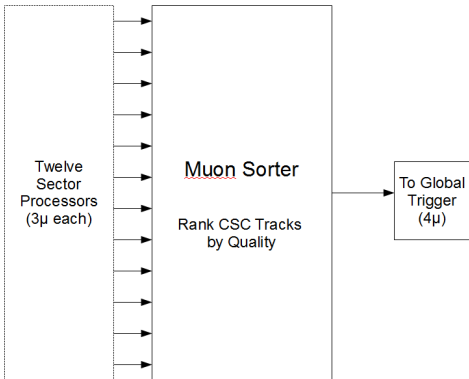 Twelve
Sector
Processors
(3μ each)
Muon Sorter
Rank CSC Tracks
by Quality
To Global
Trigger
(4μ)